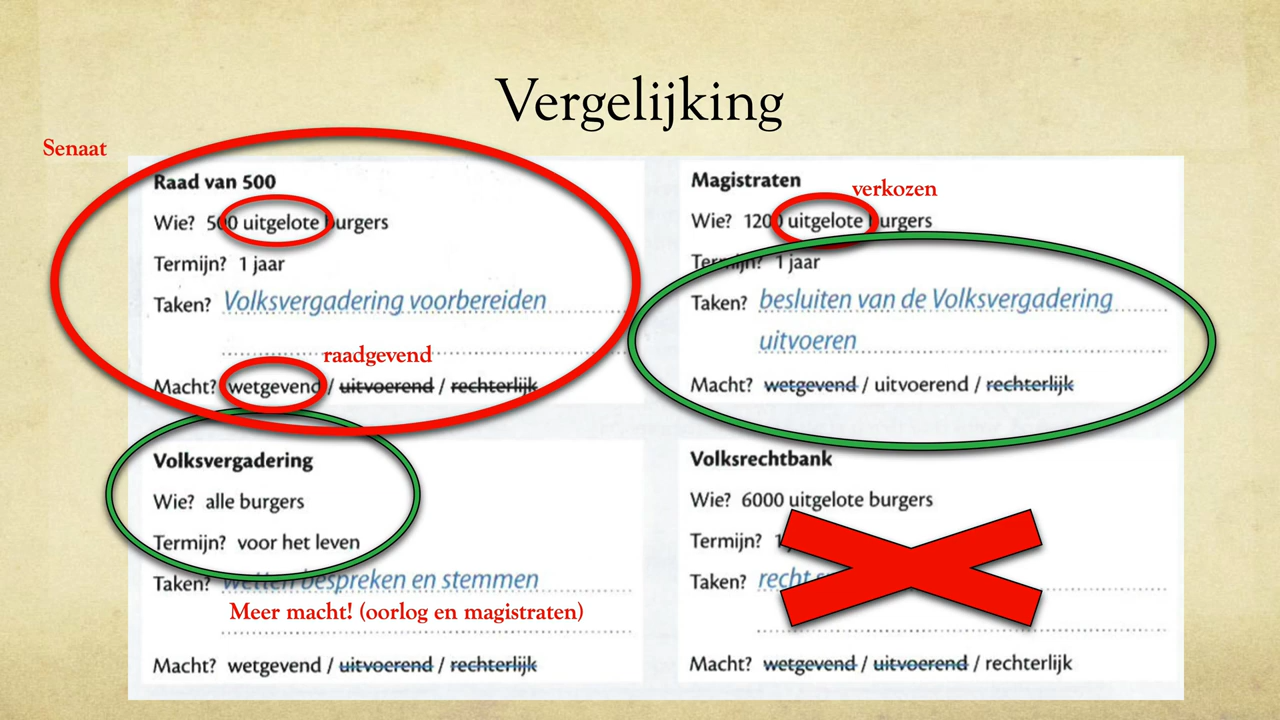 Vergelijking
Senaat
Raad van 500
Wie? 500 uitgelote burgers
Termijn? 1 jaar
Taken? Volksvergadering voorbereiden
raadgevend
Macht? wetgevend / uitvoerend / rechterlijk
Magistraten
verkozen
Wie? 1200 uitgelote burgers
Termijn? 1 jaar
Taken? besluiten van de Volksvergadering
uitvoeren
Macht? wetgevend / uitvoerend / rechterlijk
Volksvergadering
Wie? alle burgers
Termijn? voor het leven
Taken? wetten bespreken en stemmen
Meer macht! (oorlog en magistraten)
Macht? wetgevend / uitvoerend / rechterlijk
Volksrechtbank
Wie? 6000 uitgelote burgers
Termijn?
Taken? recht
Macht? wetgevend / uitvoerend / rechterlijk